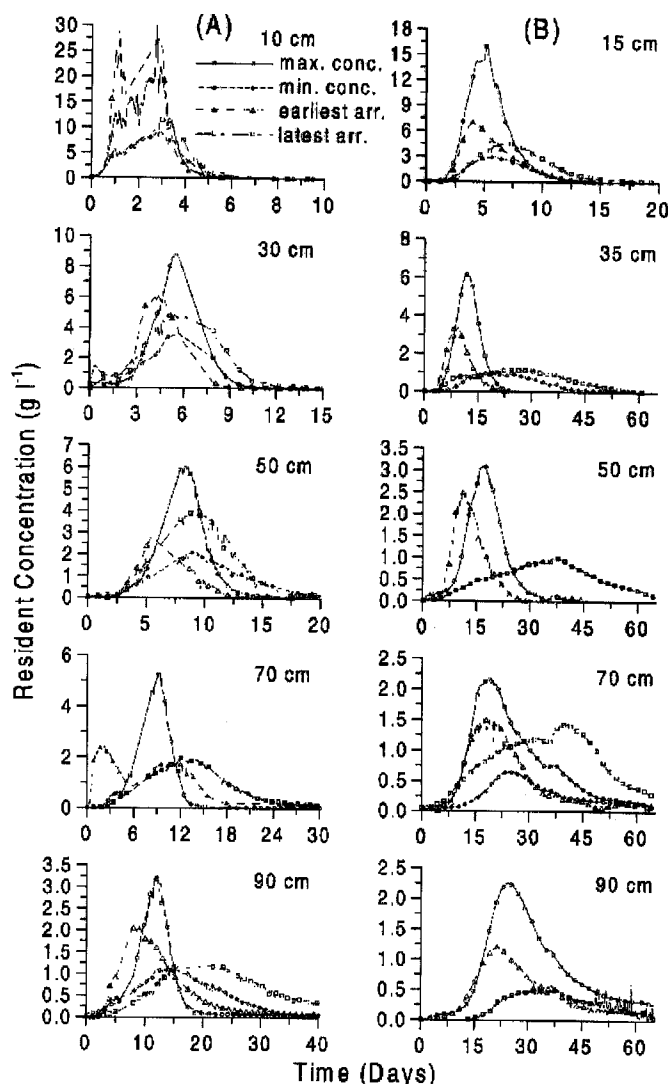 (A)
10 cm
max. conc.
min. conc.
earliest arr.
latest arr.
30
25
20
15
10
5
0
0 2 4 6 8 10
(B)
15 cm
18
15
12
9
6
3
0
0 5 10 15 20
30 cm
10
8
6
4
2
0
0 3 6 9 12 15
35 cm
8
6
4
2
0
0 15 30 45 60
50 cm
7
6
5
4
3
2
1
0
0 5 10 15 20
50 cm
3.5
3.0
2.5
2.0
1.5
1.0
0.5
0.0
0 15 30 45 60
70 cm
6
4
2
0
0 6 12 18 24 30
70 cm
2.5
2.0
1.5
1.0
0.5
0.0
0 15 30 45 60
90 cm
3.5
3.0
2.5
2.0
1.5
1.0
0.5
0.0
0 10 20 30 40
90 cm
2.5
2.0
1.5
1.0
0.5
0.0
0 15 30 45 60
Resident Concentration (g l⁻¹)
Time (Days)